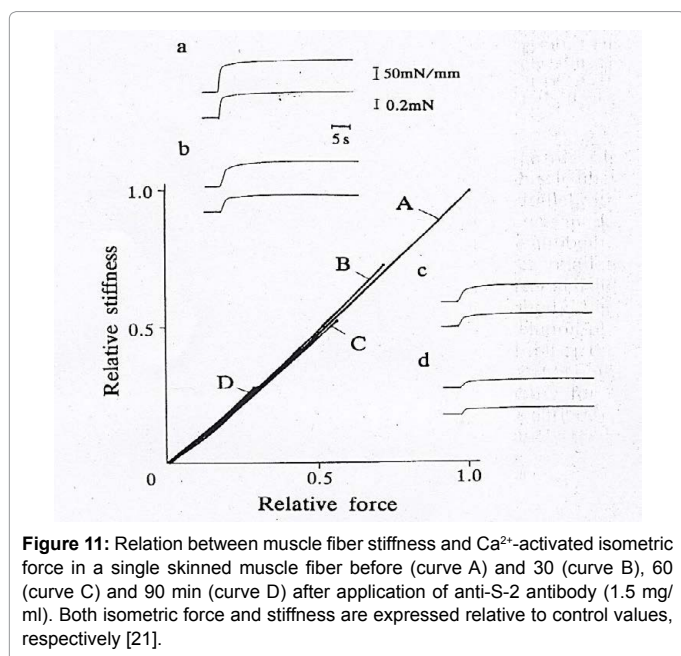 a
50mN/mm
0.2mN
5s
b
1.0
A
B
c
0.5
C
d
D
0
0.5
1.0
Relative stiffness
Relative force
Figure 11: Relation between muscle fiber stiffness and Ca²⁺-activated isometric
force in a single skinned muscle fiber before (curve A) and 30 (curve B), 60
(curve C) and 90 min (curve D) after application of anti-S-2 antibody (1.5 mg/
ml). Both isometric force and stiffness are expressed relative to control values,
respectively [21].